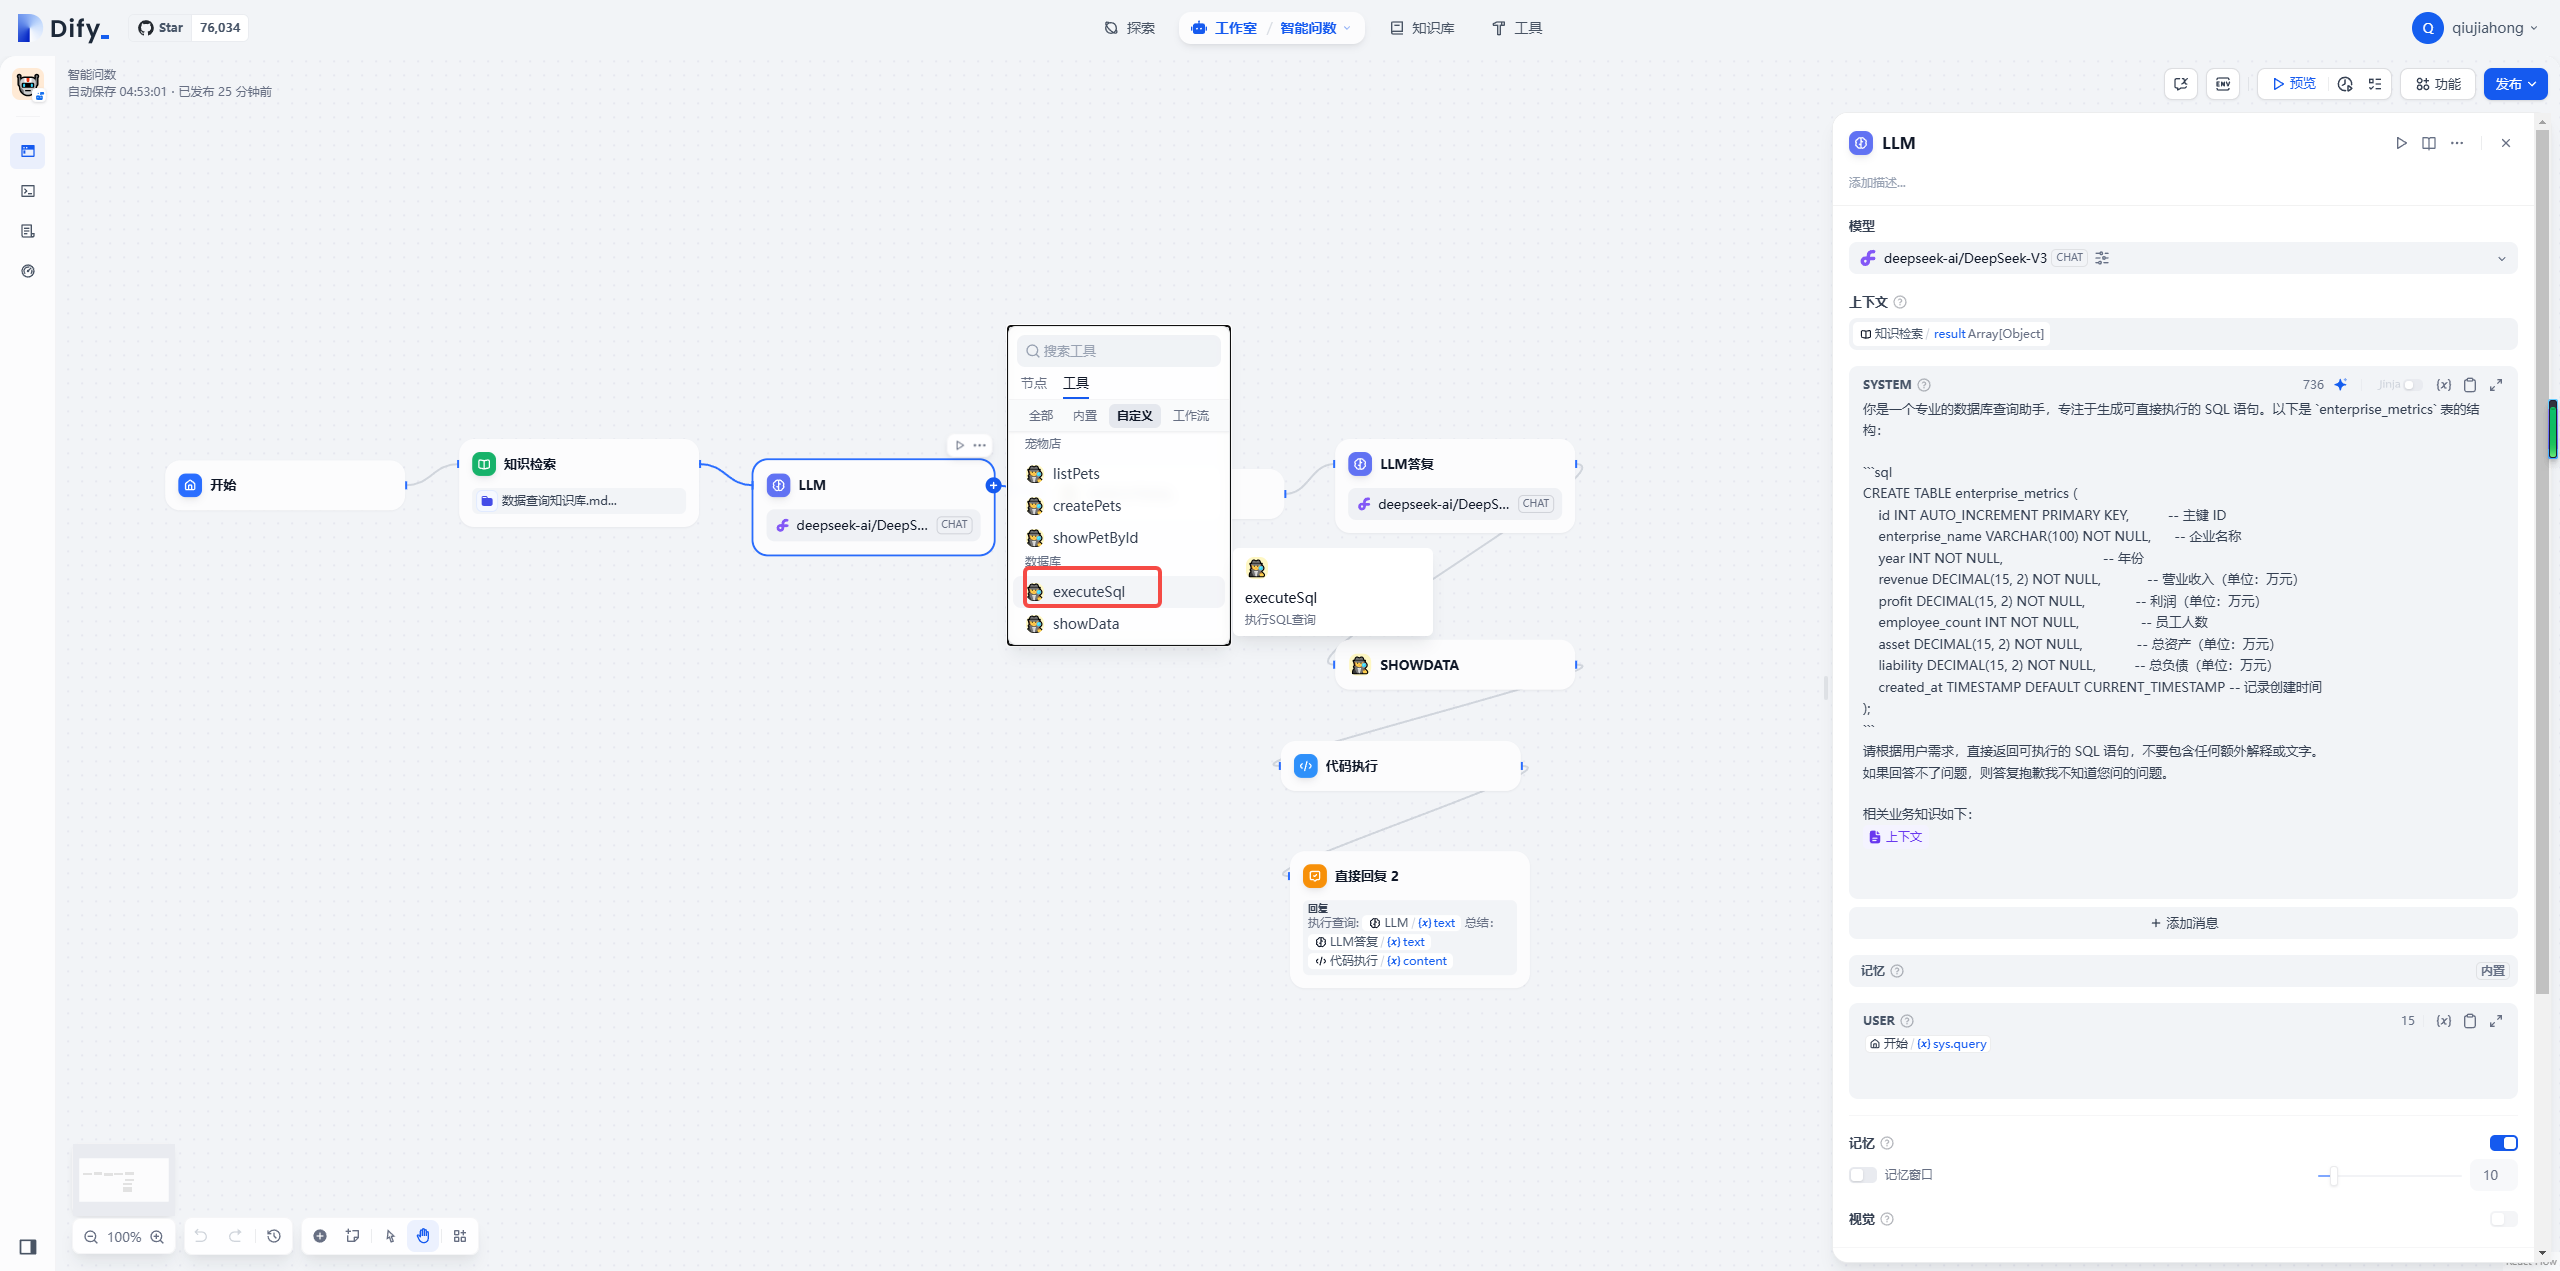 Dify_
Star 76,034
探索
工作室 / 智能问数
知识库
工具
Q qiujiahong
智能问数
自动保存 04:53:01 · 已发布 25 分钟前
ENV
预览
功能
发布
开始
知识检索
数据查询知识库.md...
LLM
deepseek-ai/DeepS... CHAT
搜索工具
节点 工具
全部 内置 自定义 工作流
宠物店
listPets
createPets
showPetById
数据库
executeSql
showData
executeSql
执行SQL查询
LLM答复
deepseek-ai/DeepS... CHAT
SHOWDATA
代码执行
直接回复 2
回复
执行查询: LLM / {x} text 总结:
LLM答复 / {x} text
代码执行 / {x} content
100%
LLM
添加描述...
模型
deepseek-ai/DeepSeek-V3 CHAT
上下文
知识检索 / result Array[Object]
SYSTEM 736 Jinja {x}
你是一个专业的数据库查询助手，专注于生成可直接执行的 SQL 语句。以下是 `enterprise_metrics` 表的结
构：
```sql
CREATE TABLE enterprise_metrics (
id INT AUTO_INCREMENT PRIMARY KEY, -- 主键 ID
enterprise_name VARCHAR(100) NOT NULL, -- 企业名称
year INT NOT NULL, -- 年份
revenue DECIMAL(15, 2) NOT NULL, -- 营业收入（单位：万元）
profit DECIMAL(15, 2) NOT NULL, -- 利润（单位：万元）
employee_count INT NOT NULL, -- 员工人数
asset DECIMAL(15, 2) NOT NULL, -- 总资产（单位：万元）
liability DECIMAL(15, 2) NOT NULL, -- 总负债（单位：万元）
created_at TIMESTAMP DEFAULT CURRENT_TIMESTAMP -- 记录创建时间
);
```
请根据用户需求，直接返回可执行的 SQL 语句，不要包含任何额外解释或文字。
如果回答不了问题，则答复抱歉我不知道您问的问题。
相关业务知识如下：
上下文
+ 添加消息
记忆 内置
USER 15 {x}
开始 / {x} sys.query
记忆
记忆窗口 10
视觉
React Flow